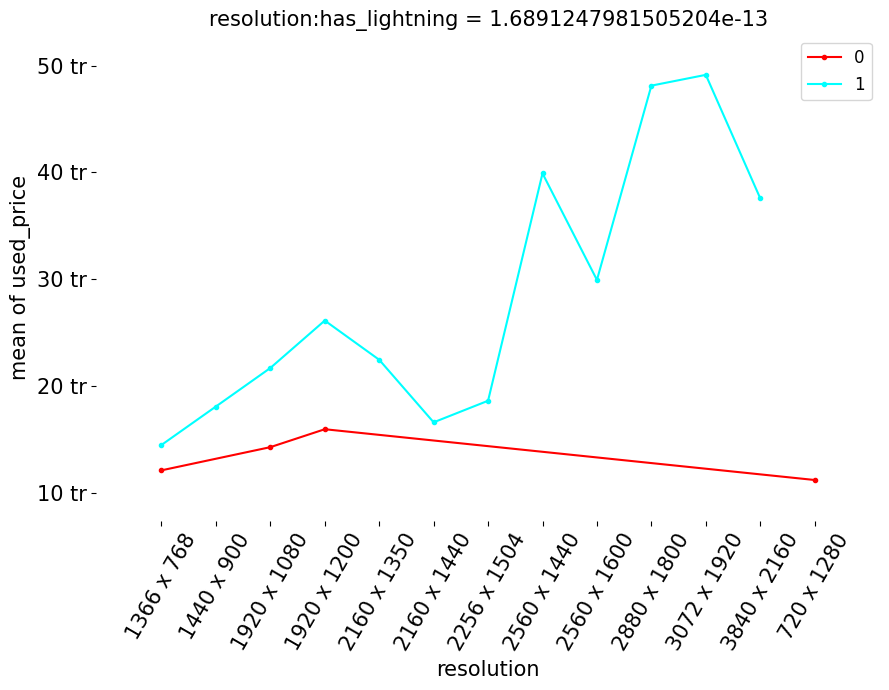 resolution:has_lightning = 1.6891247981505204e-13
0
1
mean of used_price
50 tr
40 tr
30 tr
20 tr
10 tr
1366 x 768
1440 x 900
1920 x 1080
1920 x 1200
2160 x 1350
2160 x 1440
2256 x 1504
2560 x 1440
2560 x 1600
2880 x 1800
3072 x 1920
3840 x 2160
720 x 1280
resolution